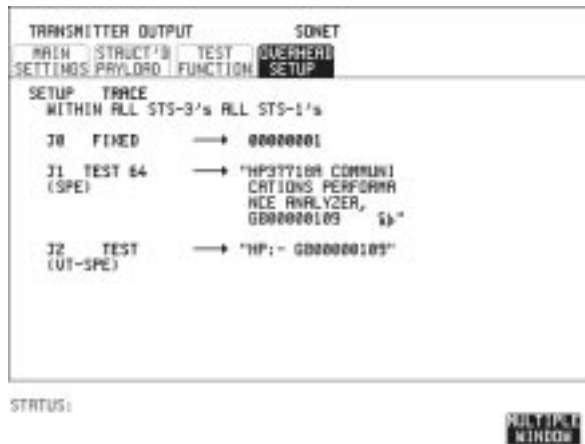 TRANSMITTER OUTPUT SONET
MAIN SETTINGS STRUCT'D PAYLOAD TEST FUNCTION OVERHEAD SETUP
SETUP TRACE
WITHIN ALL STS-3's ALL STS-1's
J0 FIXED → 00000001
J1 TEST 64 → "HP37718A COMMUNI
(SPE) CATIONS PERFORMA
NCE ANALYZER,
GB00000109 "
J2 TEST → "HP:- GB00000109"
(VT-SPE)
STATUS:
MULTIPLE
WINDOW